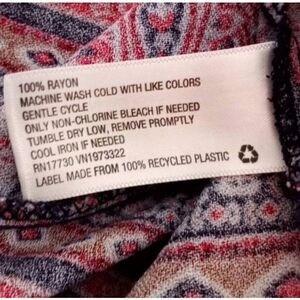 100% RAYON
MACHINE WASH COLD WITH LIKE COLORS
GENTLE CYCLE
ONLY NON-CHLORINE BLEACH IF NEEDED
TUMBLE DRY LOW, REMOVE PROMPTLY
COOL IRON IF NEEDED
RN17730 VN1973322
LABEL MADE FROM 100% RECYCLED PLASTIC